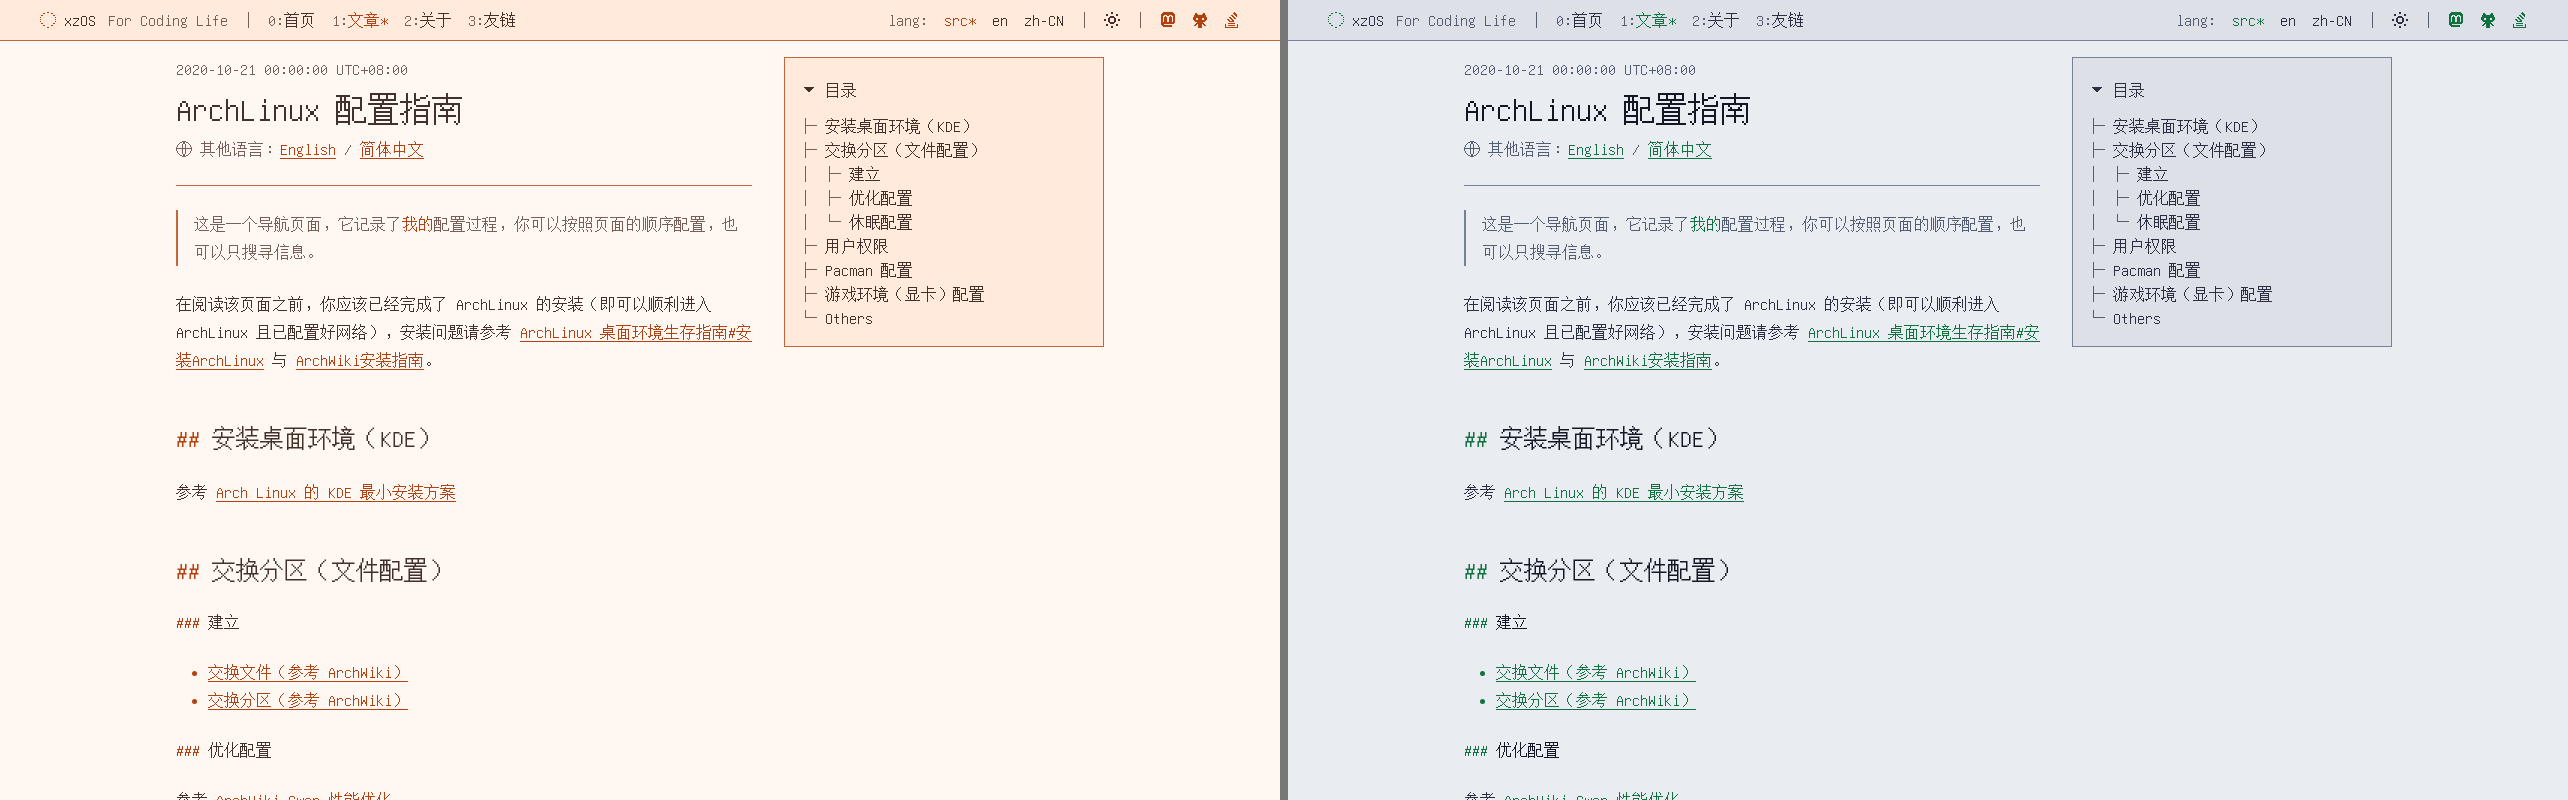 xzOS For Coding Life | 0:首页 1:文章* 2:关于 3:友链 lang: src* en zh-CN
2020-10-21 00:00:00 UTC+08:00
ArchLinux 配置指南
其他语言：English / 简体中文
这是一个导航页面，它记录了我的配置过程，你可以按照页面的顺序配置，也
可以只搜寻信息。
在阅读该页面之前，你应该已经完成了 ArchLinux 的安装（即可以顺利进入
ArchLinux 且已配置好网络），安装问题请参考 ArchLinux 桌面环境生存指南#安
装ArchLinux 与 ArchWiki安装指南。
## 安装桌面环境（KDE）
参考 Arch Linux 的 KDE 最小安装方案
## 交换分区（文件配置）
### 建立
• 交换文件（参考 ArchWiki）
• 交换分区（参考 ArchWiki）
### 优化配置
参考 ArchWiki Swap 性能优化
▼ 目录
├─ 安装桌面环境（KDE）
├─ 交换分区（文件配置）
│ ├─ 建立
│ ├─ 优化配置
│ └─ 休眠配置
├─ 用户权限
├─ Pacman 配置
├─ 游戏环境（显卡）配置
└─ Others
xzOS For Coding Life | 0:首页 1:文章* 2:关于 3:友链 lang: src* en zh-CN
2020-10-21 00:00:00 UTC+08:00
ArchLinux 配置指南
其他语言：English / 简体中文
这是一个导航页面，它记录了我的配置过程，你可以按照页面的顺序配置，也
可以只搜寻信息。
在阅读该页面之前，你应该已经完成了 ArchLinux 的安装（即可以顺利进入
ArchLinux 且已配置好网络），安装问题请参考 ArchLinux 桌面环境生存指南#安
装ArchLinux 与 ArchWiki安装指南。
## 安装桌面环境（KDE）
参考 Arch Linux 的 KDE 最小安装方案
## 交换分区（文件配置）
### 建立
• 交换文件（参考 ArchWiki）
• 交换分区（参考 ArchWiki）
### 优化配置
参考 ArchWiki Swap 性能优化
▼ 目录
├─ 安装桌面环境（KDE）
├─ 交换分区（文件配置）
│ ├─ 建立
│ ├─ 优化配置
│ └─ 休眠配置
├─ 用户权限
├─ Pacman 配置
├─ 游戏环境（显卡）配置
└─ Others